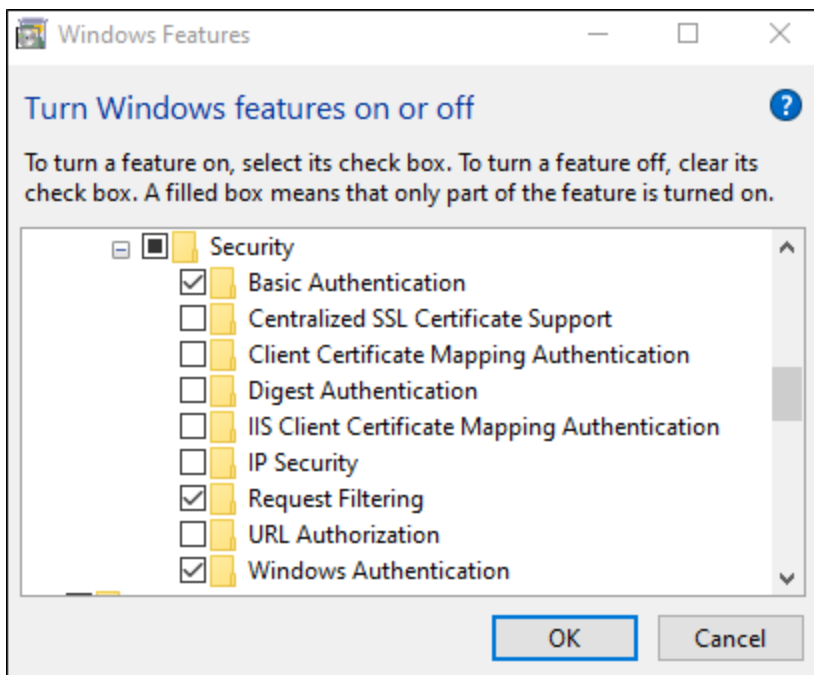 Windows Features
Turn Windows features on or off
?
To turn a feature on, select its check box. To turn a feature off, clear its
check box. A filled box means that only part of the feature is turned on.
Security
Basic Authentication
Centralized SSL Certificate Support
Client Certificate Mapping Authentication
Digest Authentication
IIS Client Certificate Mapping Authentication
IP Security
Request Filtering
URL Authorization
Windows Authentication
OK Cancel